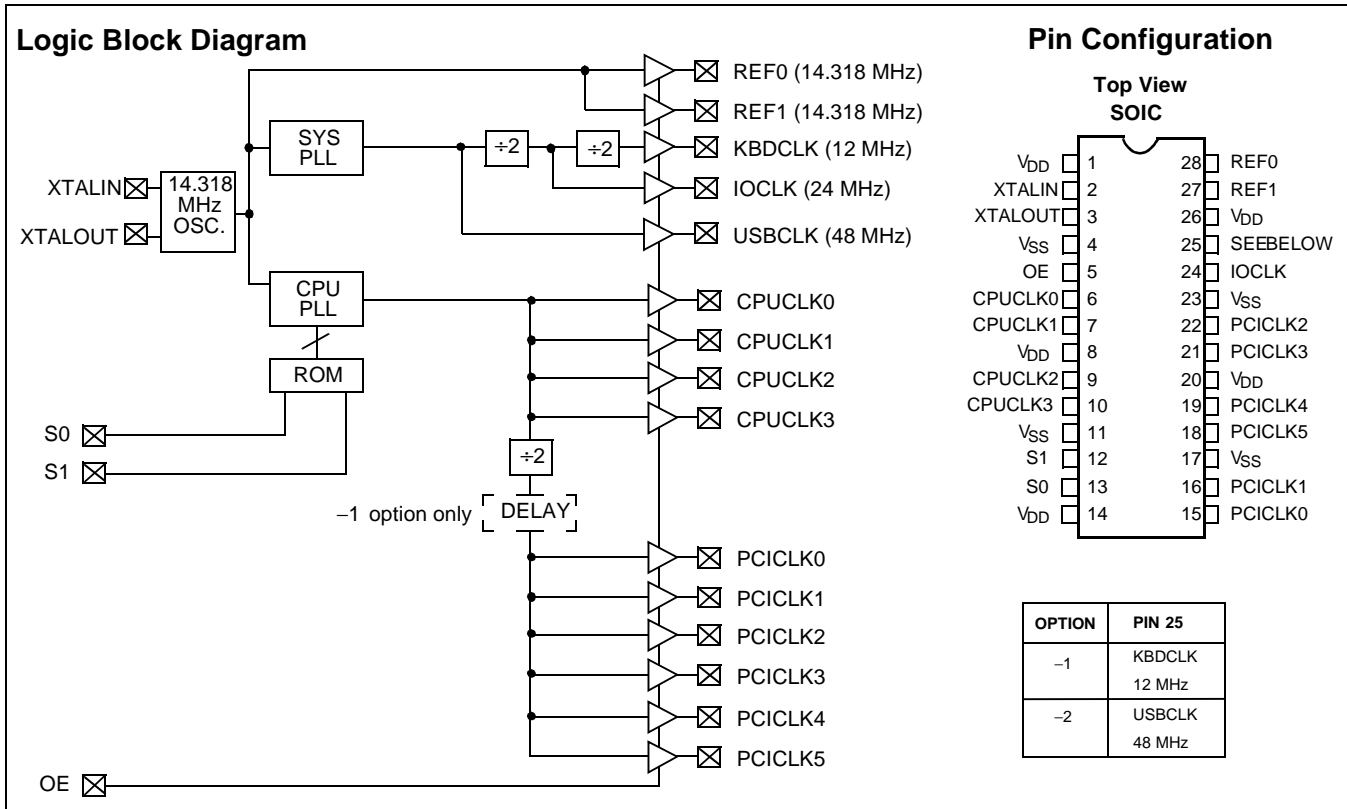 Logic Block Diagram
REF0 (14.318 MHz)
REF1 (14.318 MHz)
SYS
PLL
÷2
÷2
KBDCLK (12 MHz)
XTALIN
14.318
MHz
OSC.
IOCLK (24 MHz)
XTALOUT
USBCLK (48 MHz)
CPU
PLL
CPUCLK0
CPUCLK1
ROM
CPUCLK2
CPUCLK3
S0
S1
÷2
–1 option only
DELAY
PCICLK0
PCICLK1
PCICLK2
PCICLK3
PCICLK4
PCICLK5
OE
Pin Configuration
Top View
SOIC
VDD 1 28 REF0
XTALIN 2 27 REF1
XTALOUT 3 26 VDD
VSS 4 25 SEEBELOW
OE 5 24 IOCLK
CPUCLK0 6 23 VSS
CPUCLK1 7 22 PCICLK2
VDD 8 21 PCICLK3
CPUCLK2 9 20 VDD
CPUCLK3 10 19 PCICLK4
VSS 11 18 PCICLK5
S1 12 17 VSS
S0 13 16 PCICLK1
VDD 14 15 PCICLK0
OPTION PIN 25
–1 KBDCLK
12 MHz
–2 USBCLK
48 MHz